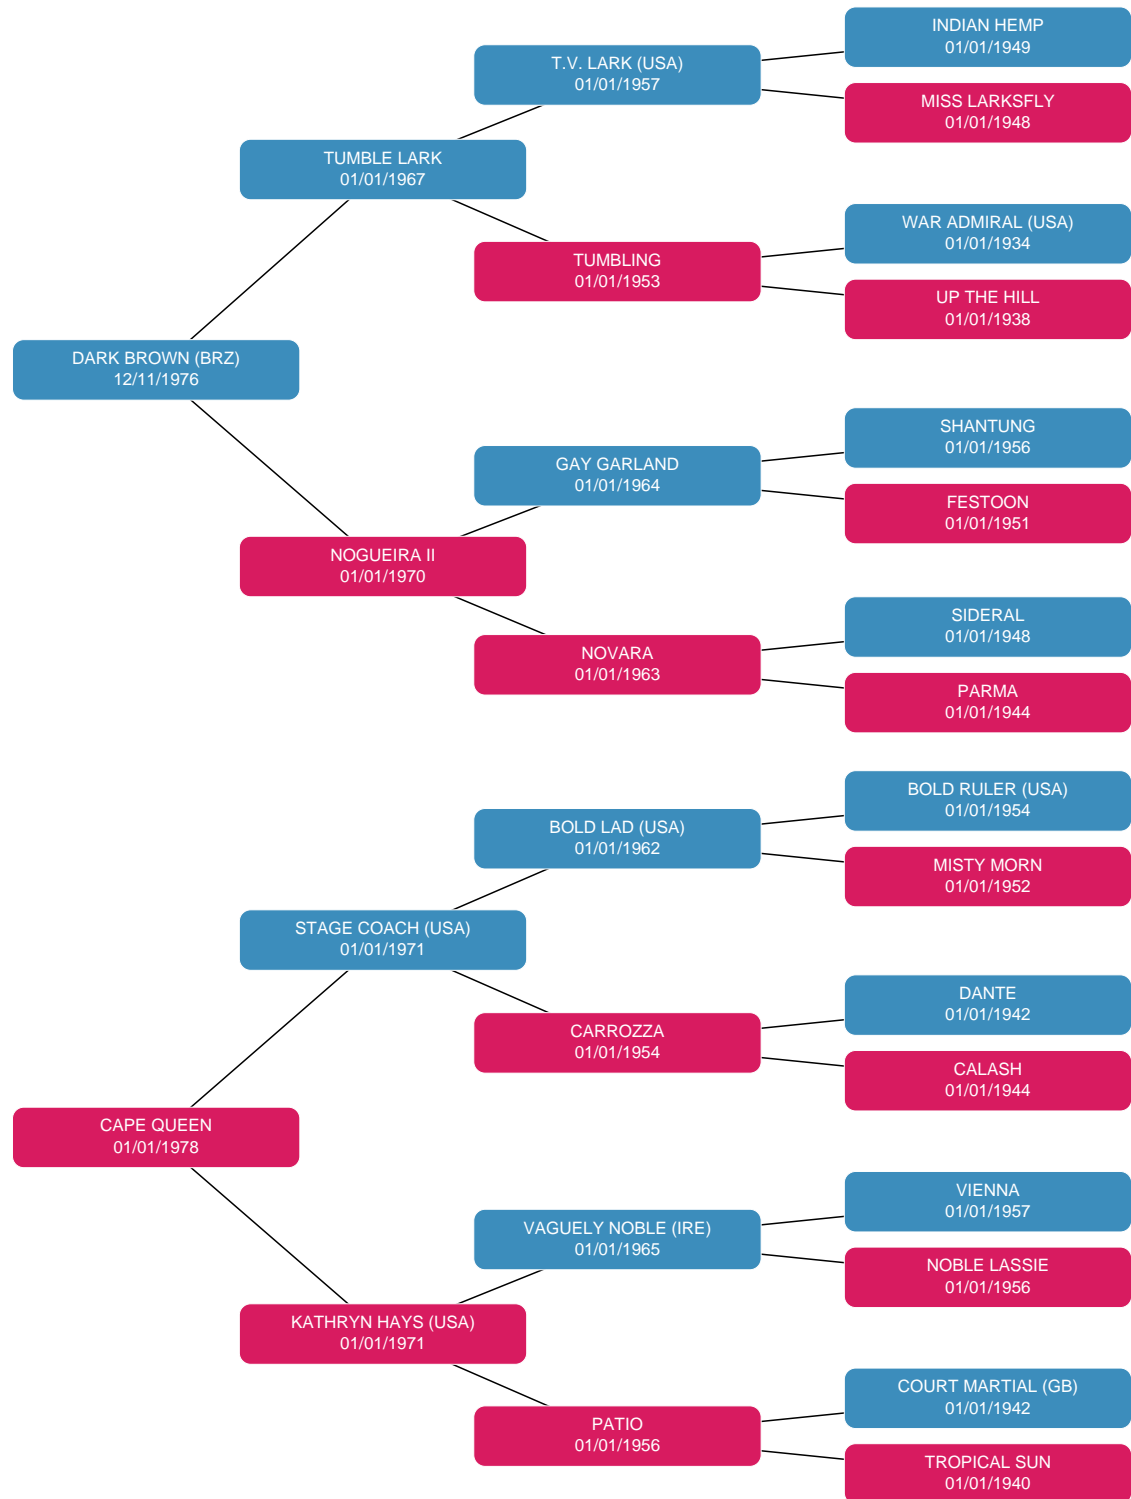 INDIAN HEMP
01/01/1949
T.V. LARK (USA)
01/01/1957
MISS LARKSFLY
01/01/1948
TUMBLE LARK
01/01/1967
WAR ADMIRAL (USA)
01/01/1934
TUMBLING
01/01/1953
UP THE HILL
01/01/1938
DARK BROWN (BRZ)
12/11/1976
SHANTUNG
01/01/1956
GAY GARLAND
01/01/1964
FESTOON
01/01/1951
NOGUEIRA II
01/01/1970
SIDERAL
01/01/1948
NOVARA
01/01/1963
PARMA
01/01/1944
BOLD RULER (USA)
01/01/1954
BOLD LAD (USA)
01/01/1962
MISTY MORN
01/01/1952
STAGE COACH (USA)
01/01/1971
DANTE
01/01/1942
CARROZZA
01/01/1954
CALASH
01/01/1944
CAPE QUEEN
01/01/1978
VIENNA
01/01/1957
VAGUELY NOBLE (IRE)
01/01/1965
NOBLE LASSIE
01/01/1956
KATHRYN HAYS (USA)
01/01/1971
COURT MARTIAL (GB)
01/01/1942
PATIO
01/01/1956
TROPICAL SUN
01/01/1940